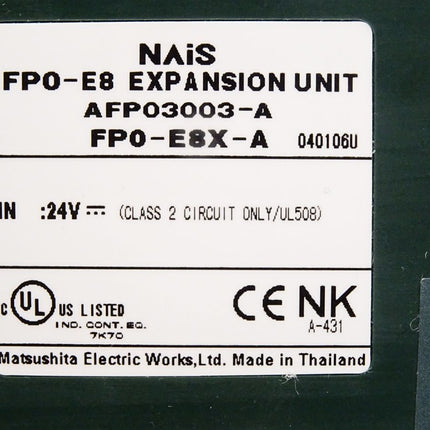 NAiS
FP0-E8 EXPANSION UNIT
AFP03003-A
FP0-E8X-A 040106U
IN :24V ⎓ (CLASS 2 CIRCUIT ONLY/UL508)
c UL US LISTED
IND. CONT. EQ.
7K70
CE NK
A-431
Matsushita Electric Works,Ltd. Made in Thailand